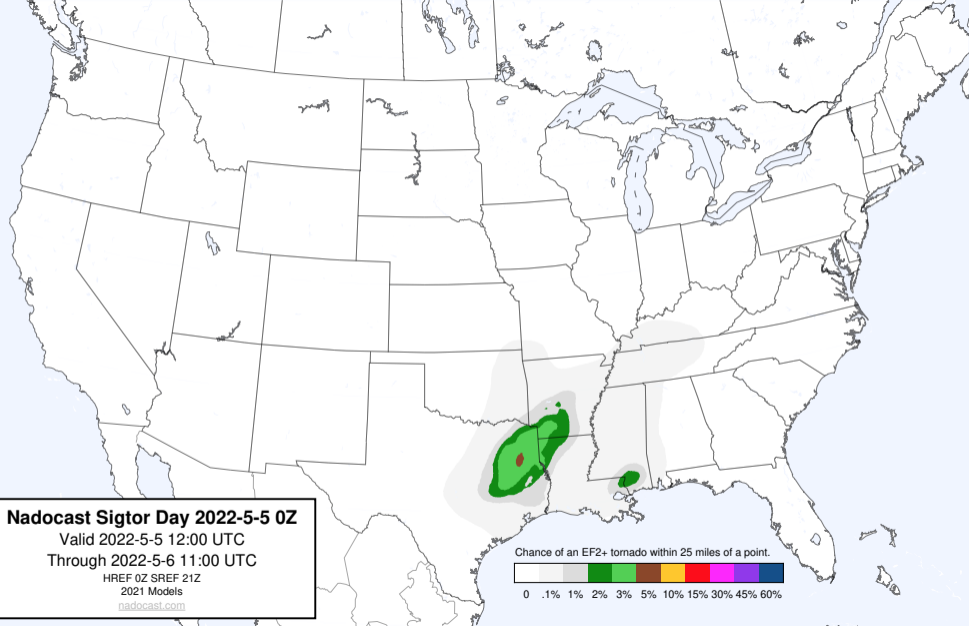 Nadocast Sigtor Day 2022-5-5 0Z
Valid 2022-5-5 12:00 UTC
Through 2022-5-6 11:00 UTC
HREF 0Z SREF 21Z
2021 Models
nadocast.com
Chance of an EF2+ tornado within 25 miles of a point.
0 .1% 1% 2% 3% 5% 10% 15% 30% 45% 60%